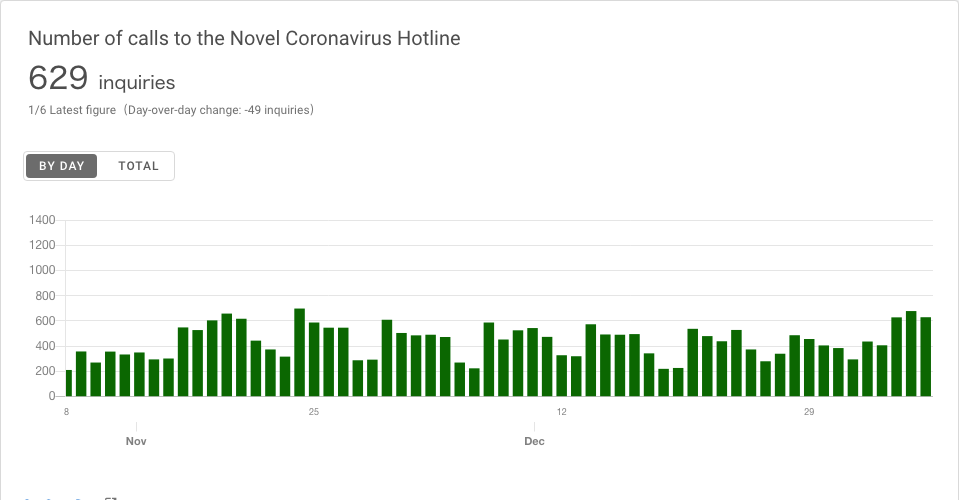 Number of calls to the Novel Coronavirus Hotline
629 inquiries
1/6 Latest figure（Day-over-day change: -49 inquiries）
BY DAY TOTAL
1400
1200
1000
800
600
400
200
0
8 25 12 29
Nov Dec